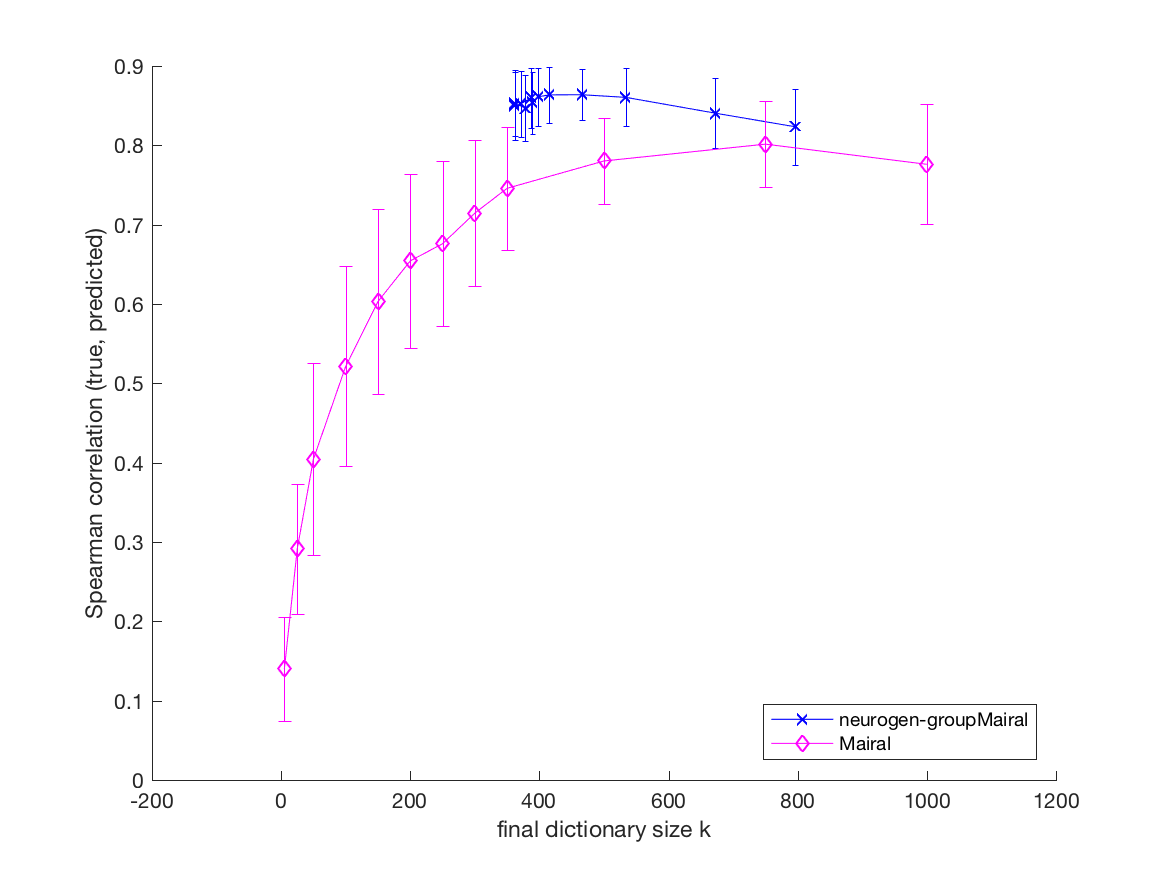 0.9
0.8
0.7
0.6
0.5
0.4
0.3
0.2
0.1
0
Spearman correlation (true, predicted)
-200 0 200 400 600 800 1000 1200
final dictionary size k
neurogen-groupMairal
Mairal